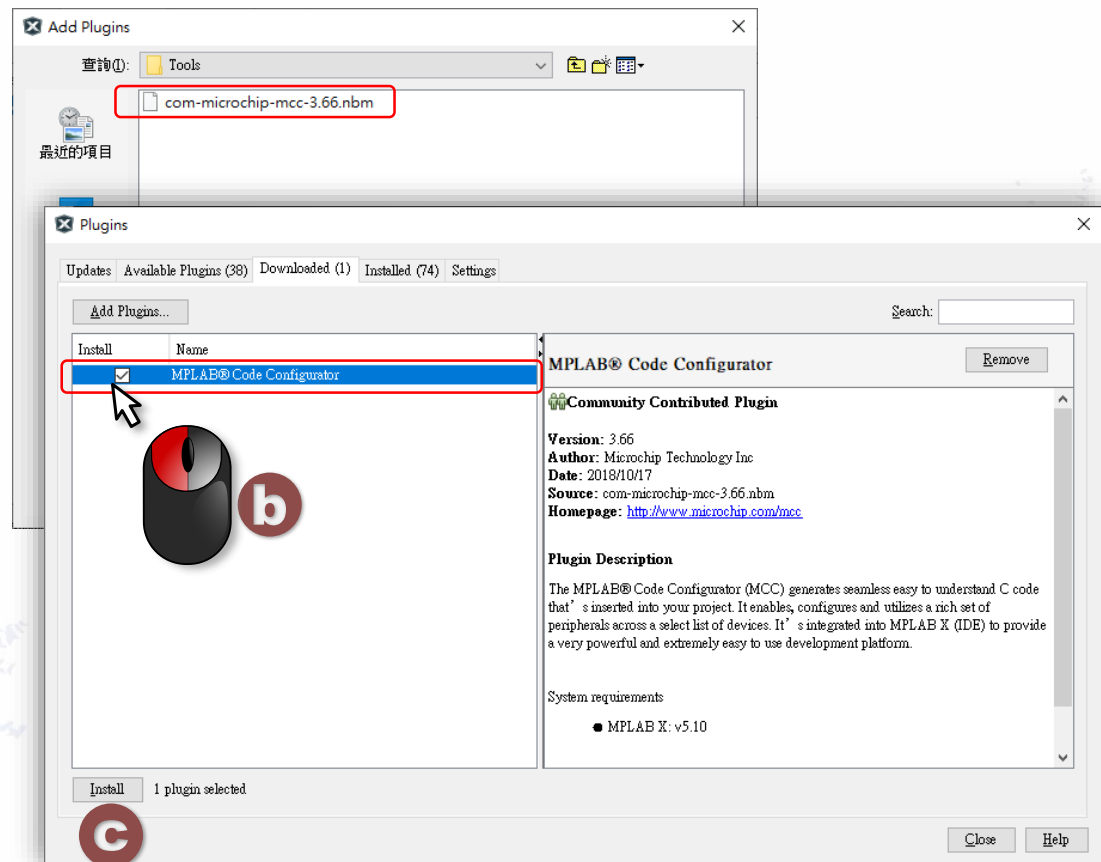 Add Plugins
查詢(I): Tools
com-microchip-mcc-3.66.nbm
最近的項目
Plugins
Updates Available Plugins (38) Downloaded (1) Installed (74) Settings
Add Plugins... Search:
Install Name
MPLAB® Code Configurator
MPLAB® Code Configurator Remove
Community Contributed Plugin
Version: 3.66
Author: Microchip Technology Inc
Date: 2018/10/17
Source: com-microchip-mcc-3.66.nbm
Homepage: http://www.microchip.com/mcc
Plugin Description
The MPLAB® Code Configurator (MCC) generates seamless easy to understand C code
that’s inserted into your project. It enables, configures and utilizes a rich set of
peripherals across a select list of devices. It’s integrated into MPLAB X (IDE) to provide
a very powerful and extremely easy to use development platform.
System requirements
● MPLAB X: v5.10
b
Install 1 plugin selected
c
Close Help